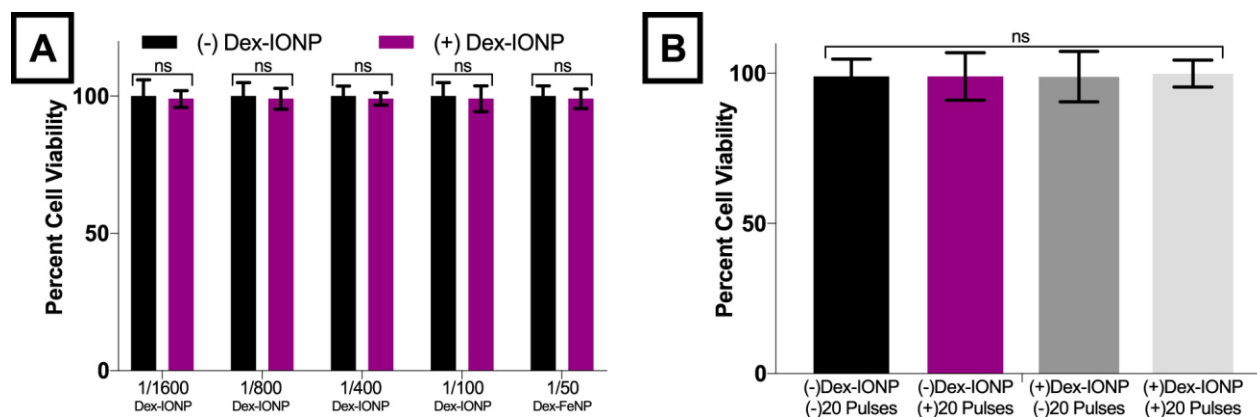 A
(-) Dex-IONP (+) Dex-IONP
ns ns ns ns ns
Percent Cell Viability
100
50
0
1/1600 1/800 1/400 1/100 1/50
Dex-IONP Dex-IONP Dex-IONP Dex-IONP Dex-FeNP
B
ns
Percent Cell Viability
100
50
0
(-)Dex-IONP (-)Dex-IONP (+)Dex-IONP (+)Dex-IONP
(-)20 Pulses (+)20 Pulses (-)20 Pulses (+)20 Pulses